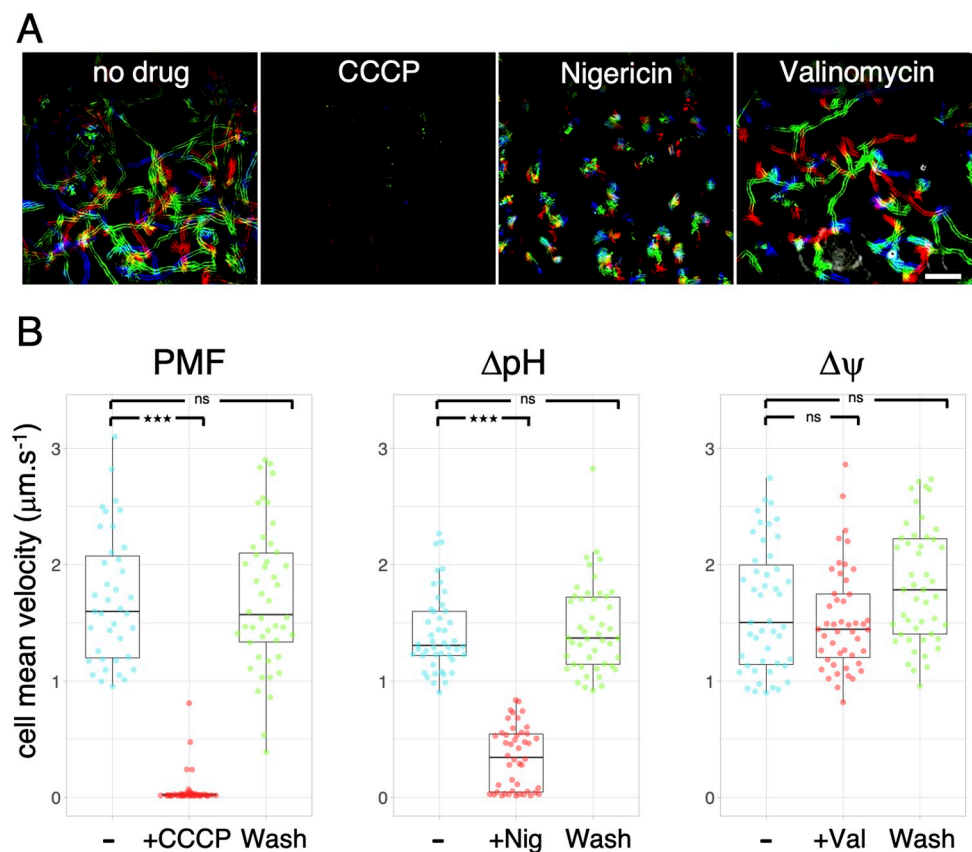 A
no drug
CCCP
Nigericin
Valinomycin
B
PMF
ΔpH
Δψ
ns
★★★
ns
★★★
ns
ns
cell mean velocity (μm.s⁻¹)
3
2
1
0
- +CCCP Wash
3
2
1
0
- +Nig Wash
3
2
1
0
- +Val Wash